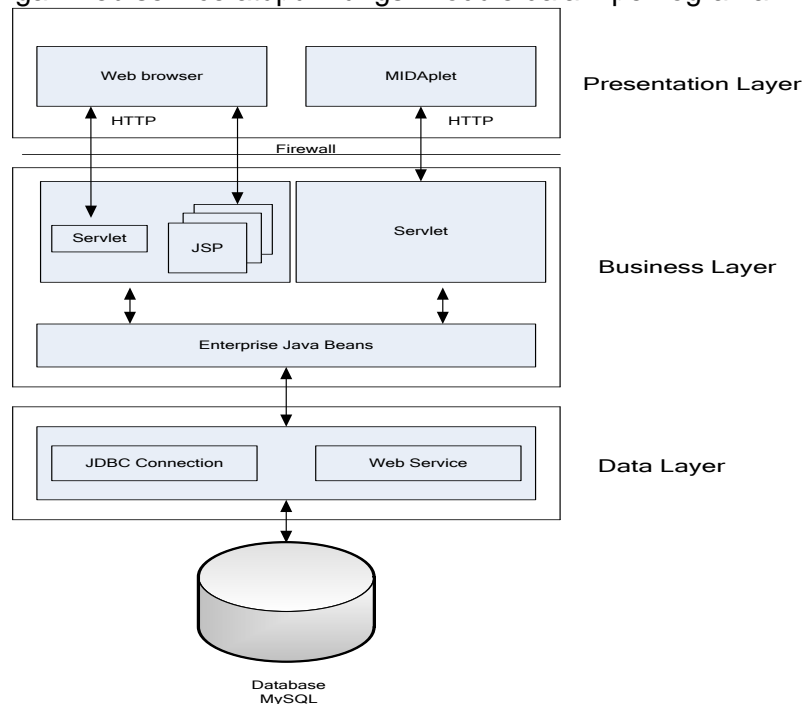 Web browser
MIDAplet
Presentation Layer
HTTP
HTTP
Firewall
Servlet
JSP
Servlet
Business Layer
Enterprise Java Beans
JDBC Connection
Web Service
Data Layer
Database
MySQL